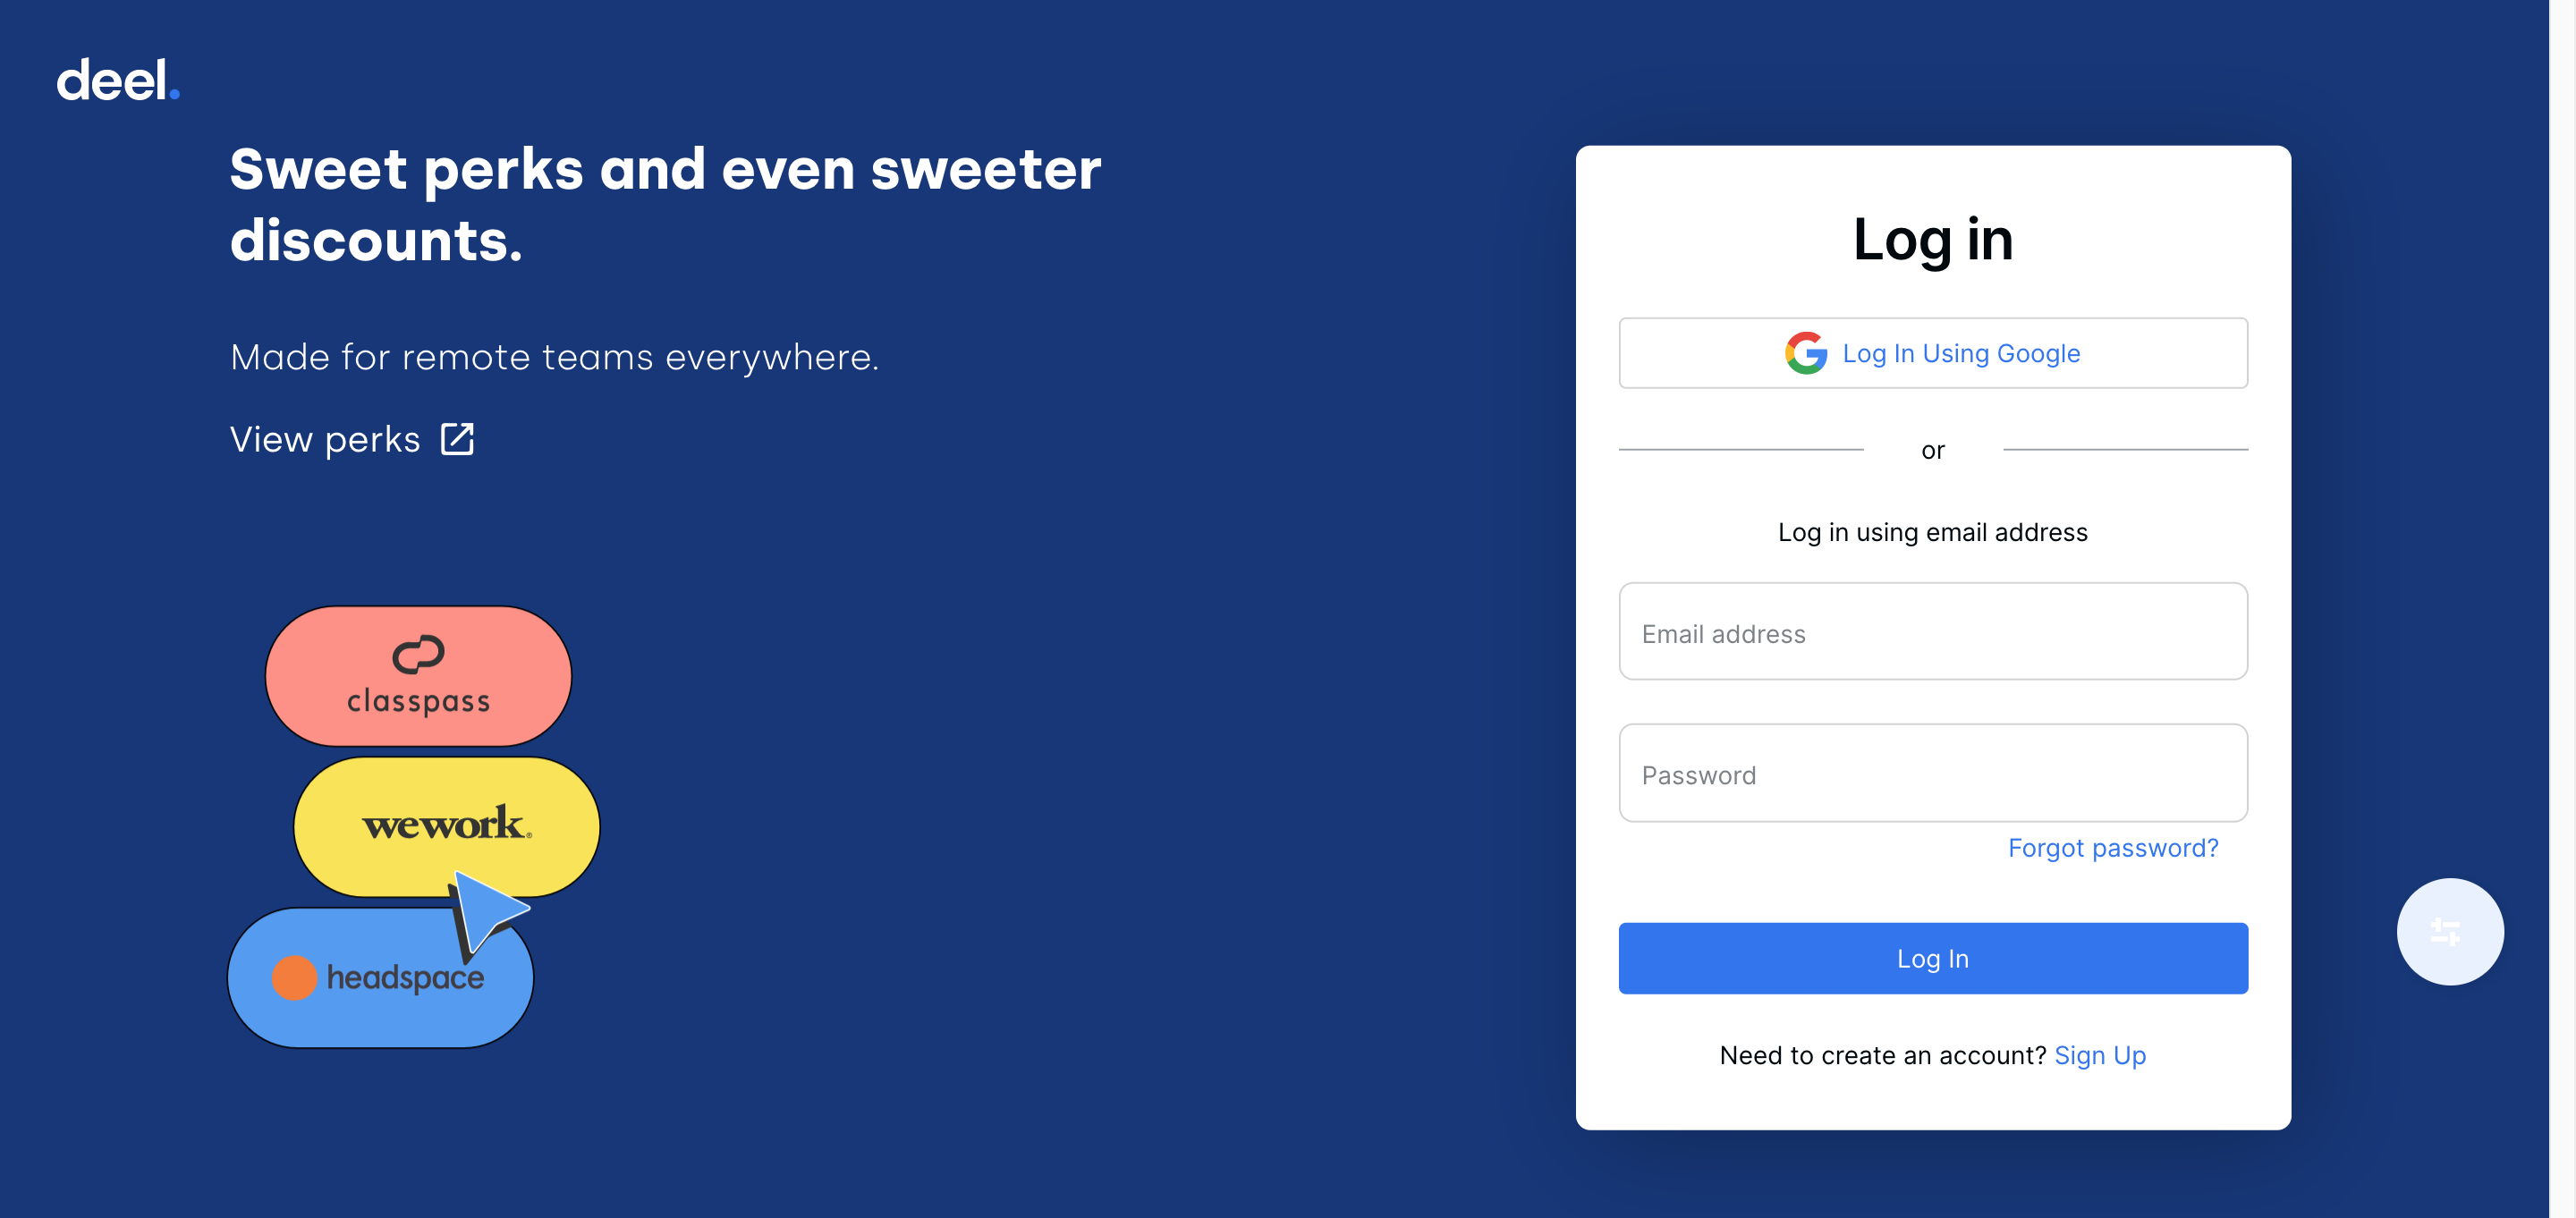 deel.
Sweet perks and even sweeter
discounts.
Made for remote teams everywhere.
View perks
classpass
wework®
headspace
Log in
Log In Using Google
or
Log in using email address
Email address
Password
Forgot password?
Log In
Need to create an account? Sign Up